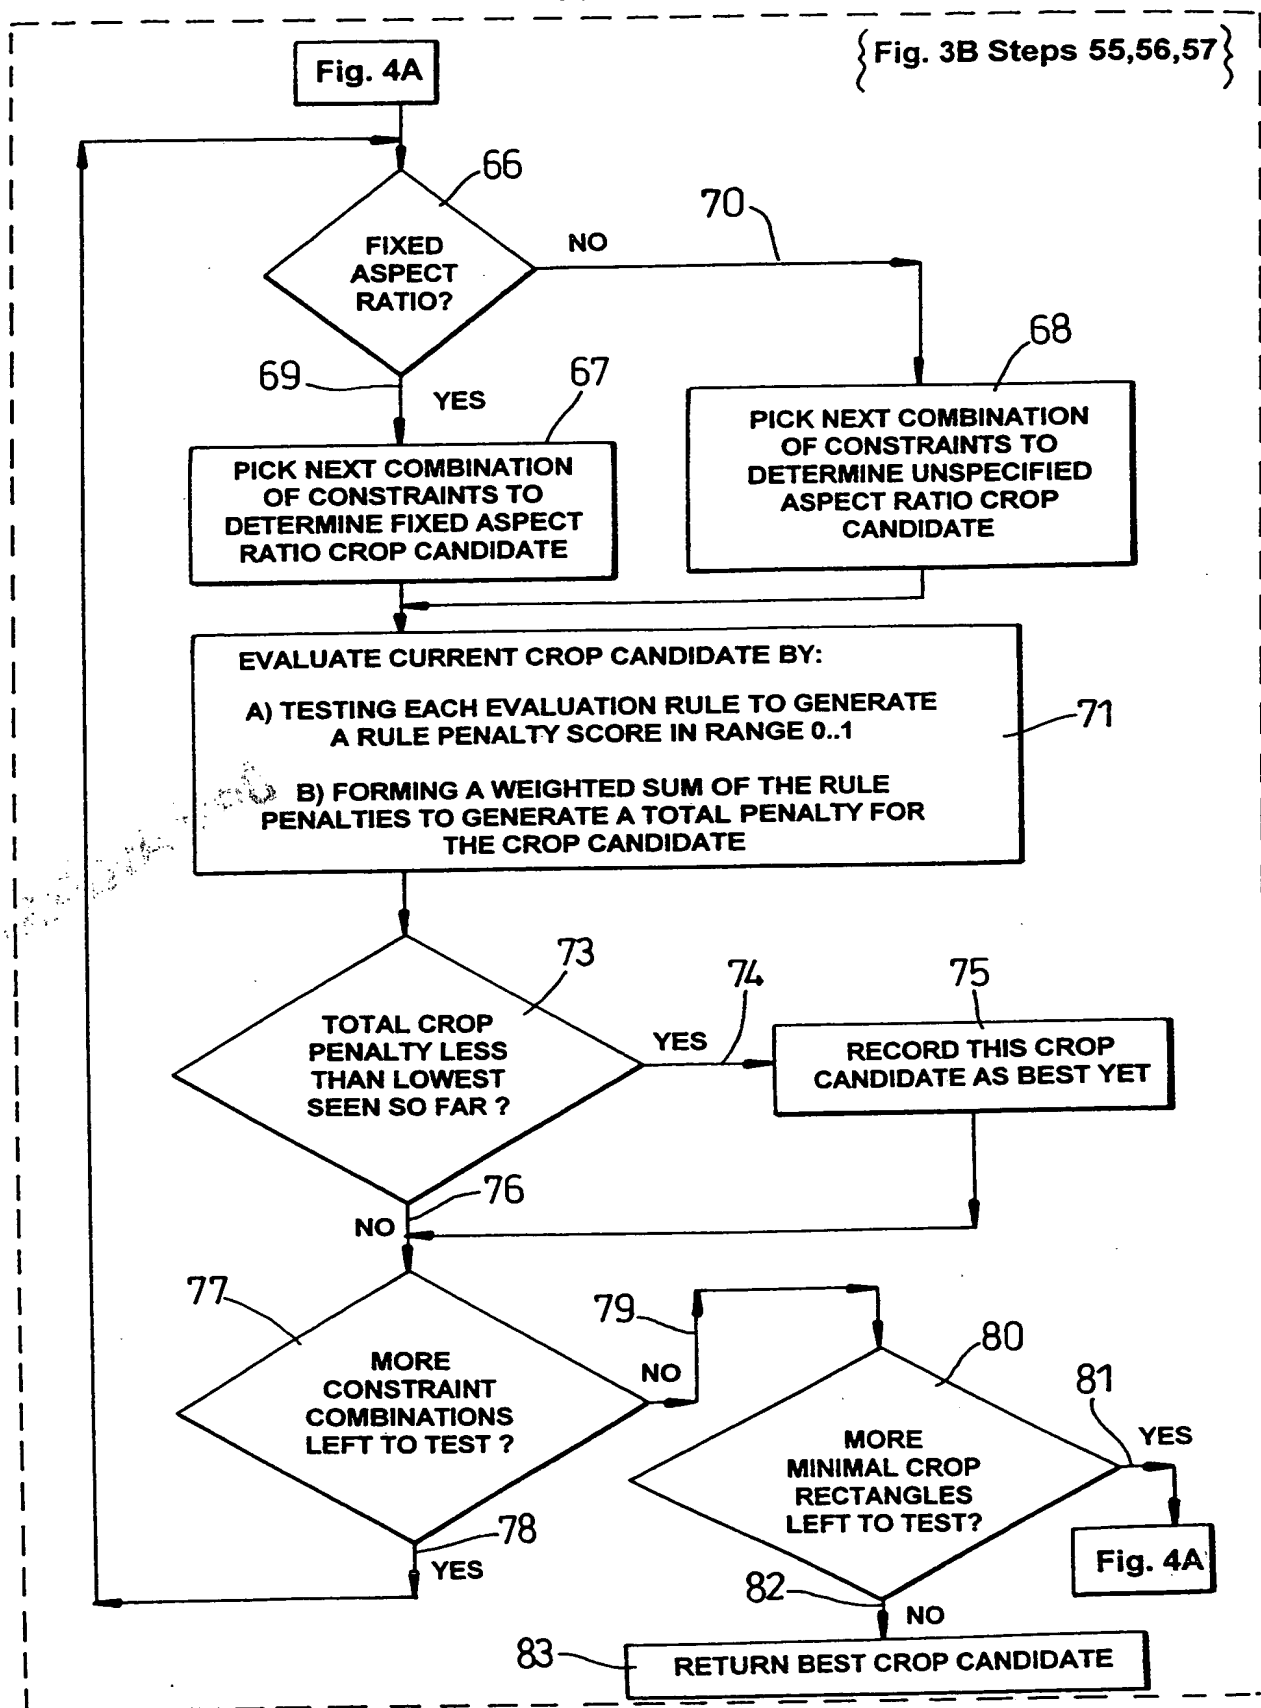 Fig. 4A
{Fig. 3B Steps 55,56,57}
66
FIXED
ASPECT
RATIO?
NO
70
69
YES
67
68
PICK NEXT COMBINATION
OF CONSTRAINTS TO
DETERMINE FIXED ASPECT
RATIO CROP CANDIDATE
PICK NEXT COMBINATION
OF CONSTRAINTS TO
DETERMINE UNSPECIFIED
ASPECT RATIO CROP
CANDIDATE
EVALUATE CURRENT CROP CANDIDATE BY:
A) TESTING EACH EVALUATION RULE TO GENERATE
A RULE PENALTY SCORE IN RANGE 0..1
B) FORMING A WEIGHTED SUM OF THE RULE
PENALTIES TO GENERATE A TOTAL PENALTY FOR
THE CROP CANDIDATE
71
73
TOTAL CROP
PENALTY LESS
THAN LOWEST
SEEN SO FAR ?
YES
74
75
RECORD THIS CROP
CANDIDATE AS BEST YET
76
NO
77
MORE
CONSTRAINT
COMBINATIONS
LEFT TO TEST ?
79
NO
78
YES
80
MORE
MINIMAL CROP
RECTANGLES
LEFT TO TEST?
81
YES
Fig. 4A
82
NO
83
RETURN BEST CROP CANDIDATE